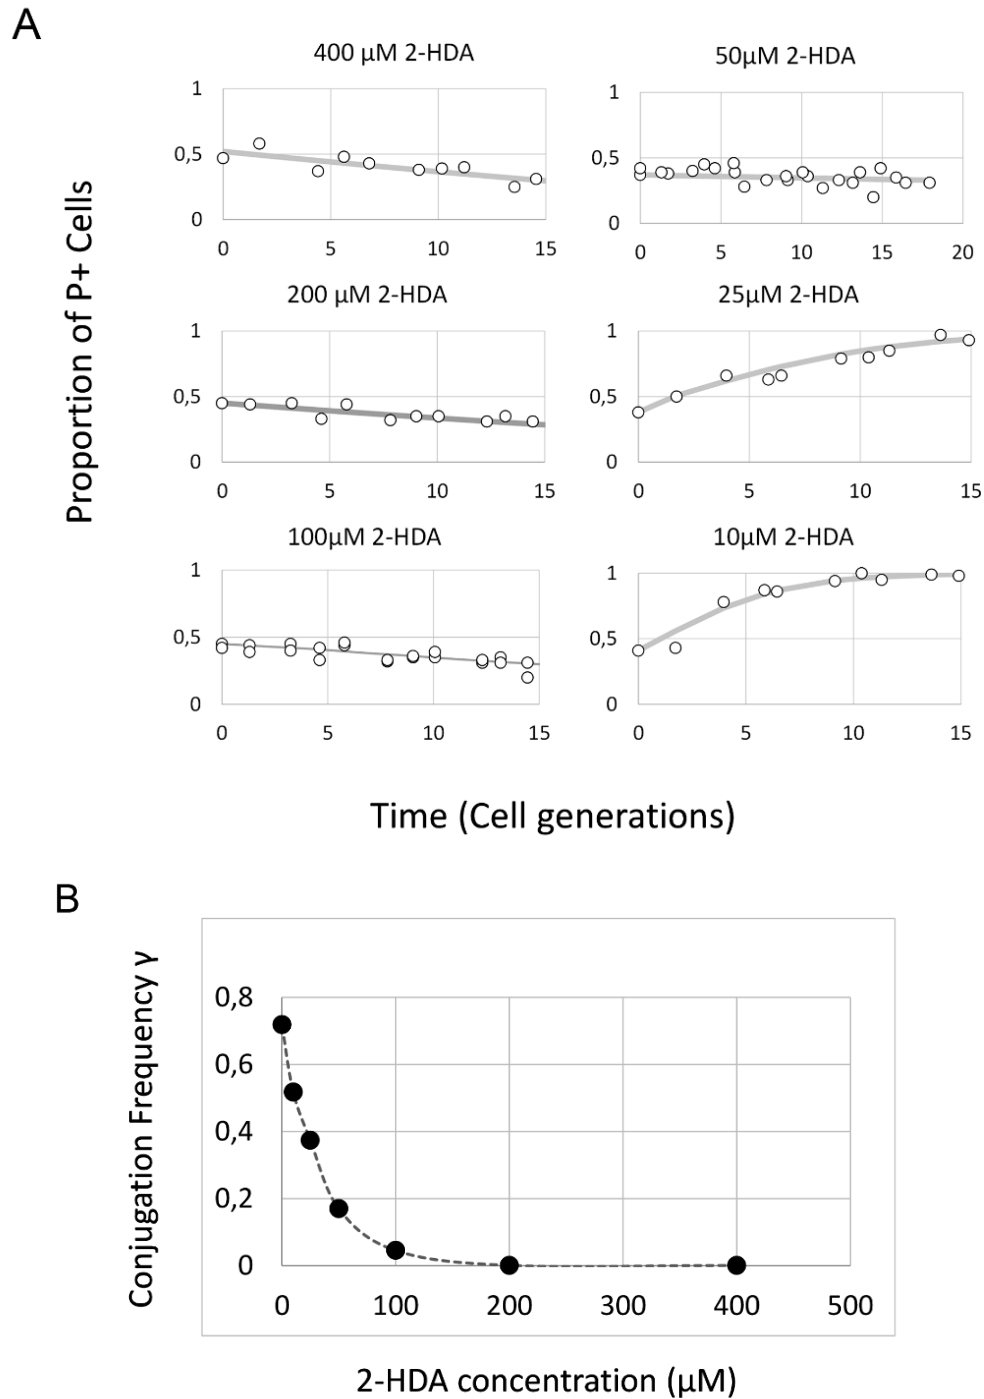 A
400 µM 2-HDA
1
0,5
0
0 5 10 15
50µM 2-HDA
1
0,5
0
0 5 10 15 20
200 µM 2-HDA
1
0,5
0
0 5 10 15
25µM 2-HDA
1
0,5
0
0 5 10 15
100µM 2-HDA
1
0,5
0
0 5 10 15
10µM 2-HDA
1
0,5
0
0 5 10 15
Proportion of P+ Cells
Time (Cell generations)
B
Conjugation Frequency γ
0,8
0,6
0,4
0,2
0
0 100 200 300 400 500
2-HDA concentration (µM)